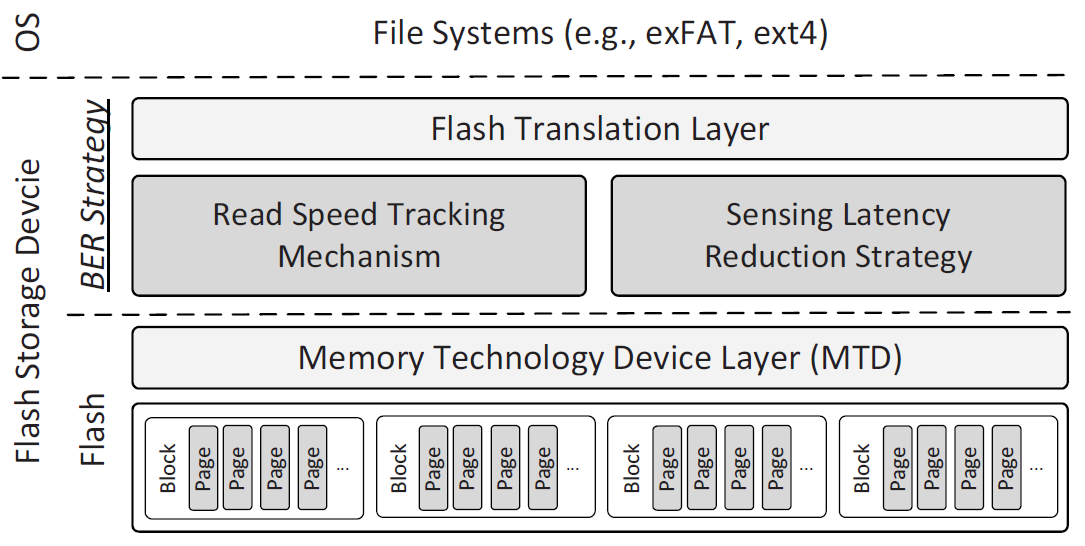 OS
File Systems (e.g., exFAT, ext4)
Flash Storage Devcie
BER Strategy
Flash Translation Layer
Read Speed Tracking
Mechanism
Sensing Latency
Reduction Strategy
Flash
Memory Technology Device Layer (MTD)
Block Page Page Page Page ...
Block Page Page Page Page ...
Block Page Page Page Page ...
Block Page Page Page Page ...